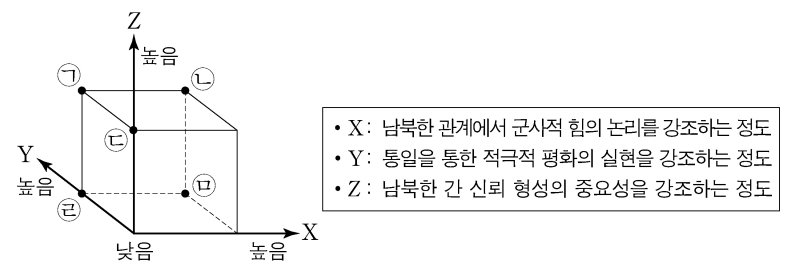 Z
높음
㉠ ㉡
㉢
Y
높음
㉣ ㉤
X
낮음 높음
• X : 남북한 관계에서 군사적 힘의 논리를 강조하는 정도
• Y : 통일을 통한 적극적 평화의 실현을 강조하는 정도
• Z : 남북한 간 신뢰 형성의 중요성을 강조하는 정도